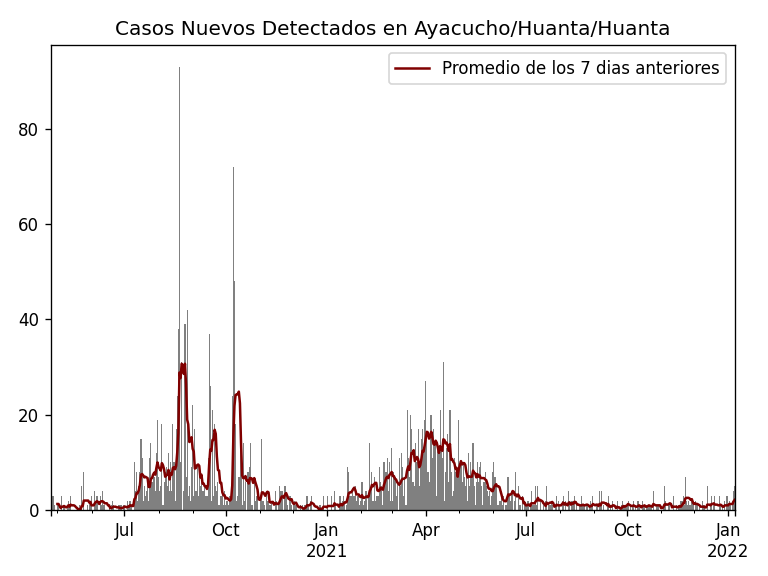 Casos Nuevos Detectados en Ayacucho/Huanta/Huanta
Promedio de los 7 dias anteriores
80
60
40
20
0
Jul Oct Jan Apr Jul Oct Jan
2021 2022